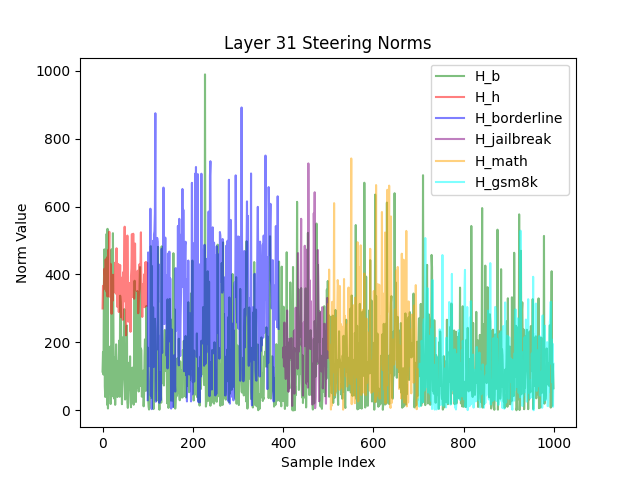 Layer 31 Steering Norms
Norm Value
1000
800
600
400
200
0
H_b
H_h
H_borderline
H_jailbreak
H_math
H_gsm8k
0 200 400 600 800 1000
Sample Index